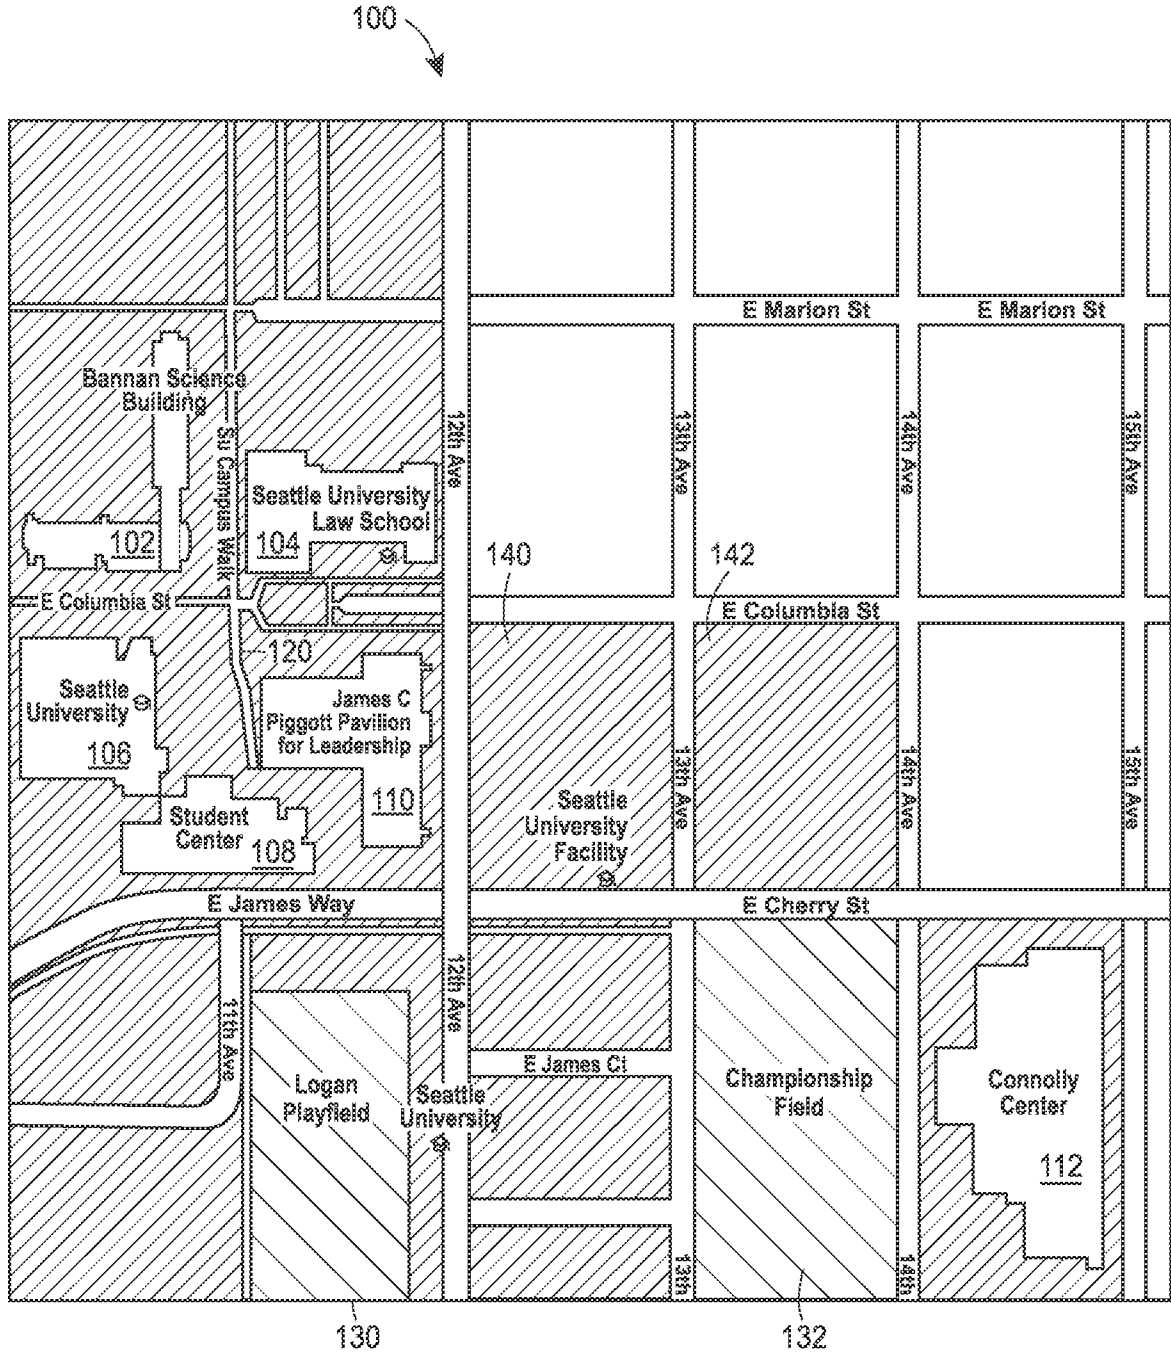 100
E Marion St
E Marion St
Bannan Science
Building
Su Campus Walk
12th Ave
13th Ave
14th Ave
15th Ave
Seattle University
Law School
102
104
140
142
E Columbia St
E Columbia St
120
Seattle
University
106
James C
Piggott Pavilion
for Leadership
110
13th Ave
14th Ave
15th Ave
Seattle
University
Facility
Student
Center
108
E James Way
E Cherry St
12th Ave
11th Ave
E James Ct
Logan
Playfield
Seattle
University
Championship
Field
Connolly
Center
112
13th
14th
130
132